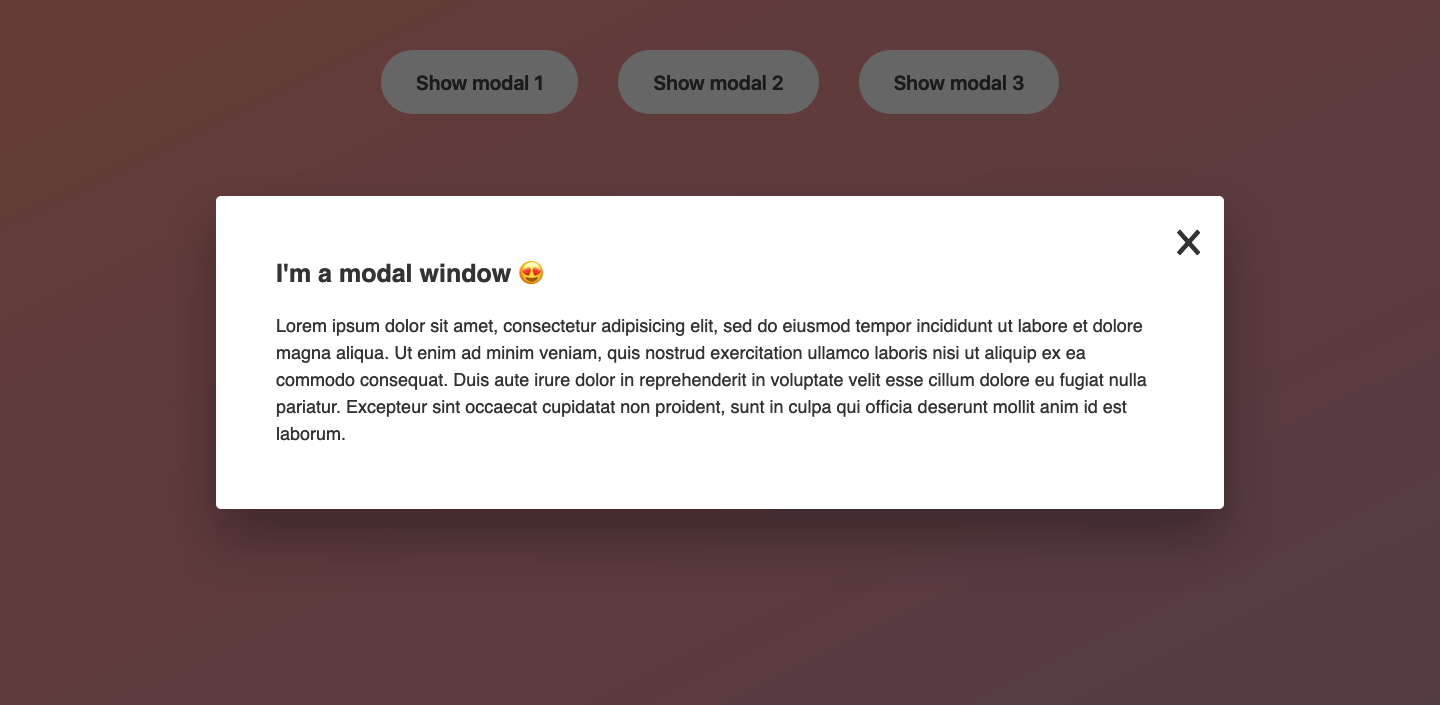 Show modal 1 Show modal 2 Show modal 3
I'm a modal window 😍
Lorem ipsum dolor sit amet, consectetur adipisicing elit, sed do eiusmod tempor incididunt ut labore et dolore
magna aliqua. Ut enim ad minim veniam, quis nostrud exercitation ullamco laboris nisi ut aliquip ex ea
commodo consequat. Duis aute irure dolor in reprehenderit in voluptate velit esse cillum dolore eu fugiat nulla
pariatur. Excepteur sint occaecat cupidatat non proident, sunt in culpa qui officia deserunt mollit anim id est
laborum.